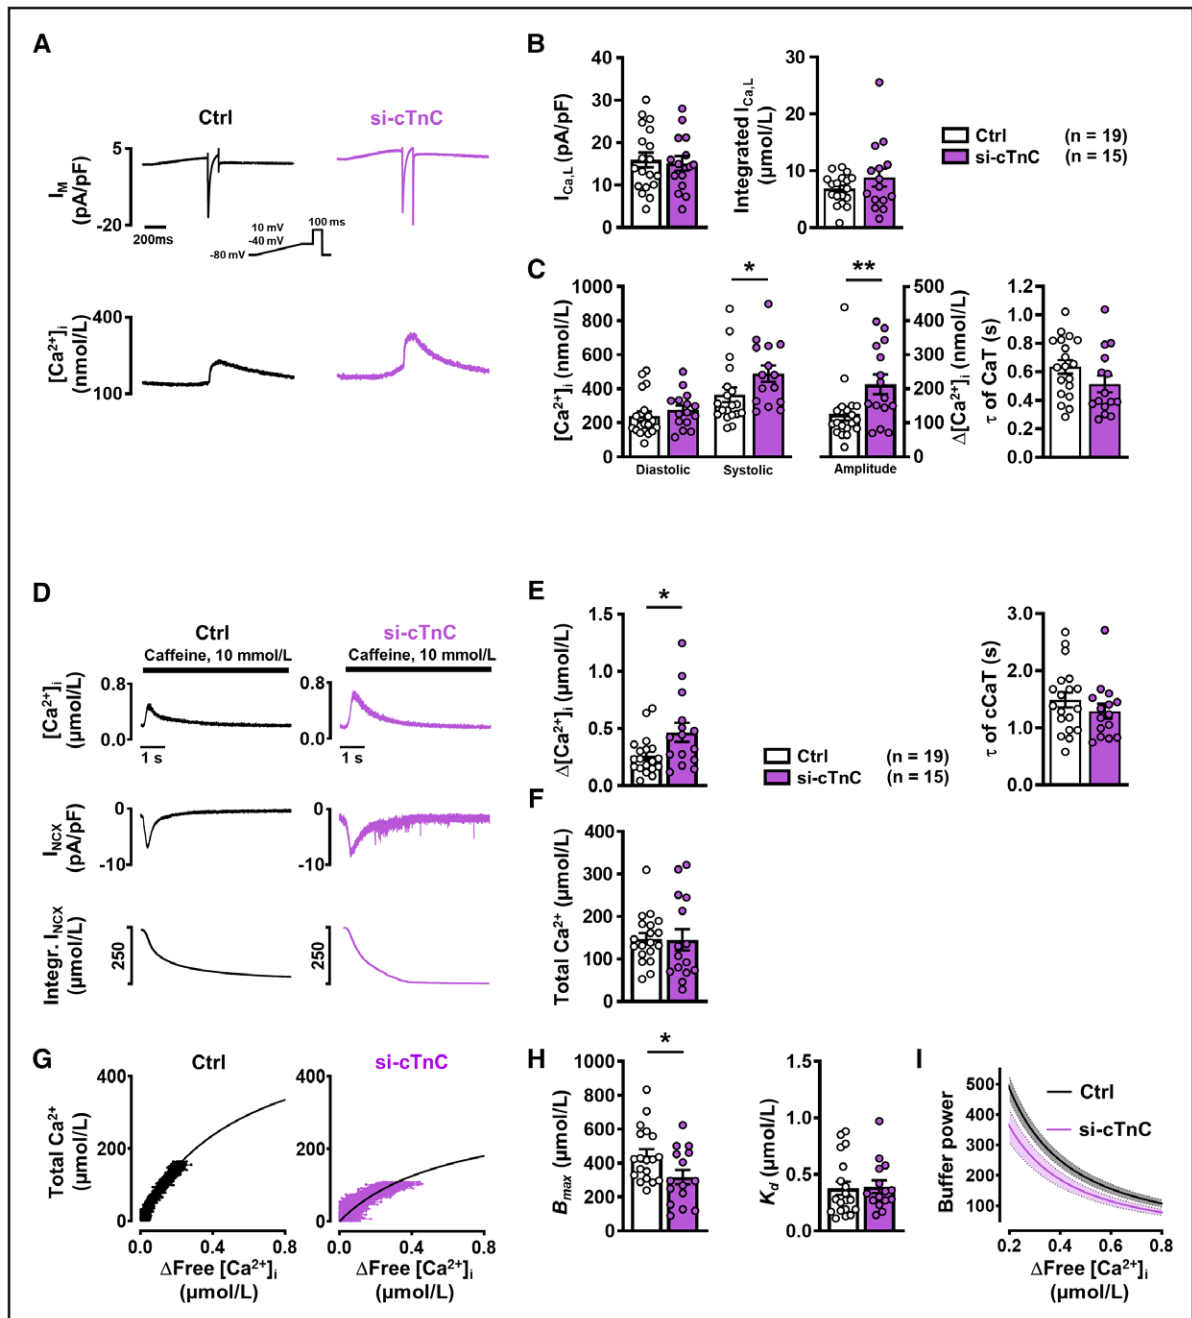 A
Ctrl
si-cTnC
5
I_M
(pA/pF)
-20
200ms
10 mV
-40 mV
-80 mV
100 ms
400
[Ca²⁺]ᵢ
(nmol/L)
100
B
40
30
20
10
0
I_Ca,L (pA/pF)
30
20
10
0
Integrated I_Ca,L
(µmol/L)
Ctrl (n = 19)
si-cTnC (n = 15)
C
1000
800
600
400
200
0
[Ca²⁺]ᵢ (nmol/L)
*
Diastolic
Systolic
**
Amplitude
500
400
300
200
100
0
Δ[Ca²⁺]ᵢ (nmol/L)
1.2
1.0
0.8
0.6
0.4
0.2
0.0
τ of CaT (s)
D
Ctrl
si-cTnC
Caffeine, 10 mmol/L
Caffeine, 10 mmol/L
[Ca²⁺]ᵢ
(µmol/L)
0.8
0.0
0.8
0.0
1 s
1 s
I_NCX
(pA/pF)
0
-10
0
-10
Integr. I_NCX
(µmol/L)
250
250
E
*
1.5
1.0
0.5
0.0
Δ[Ca²⁺]ᵢ (µmol/L)
Ctrl (n = 19)
si-cTnC (n = 15)
3.0
2.0
1.0
0.0
τ of cCaT (s)
F
400
300
200
100
0
Total Ca²⁺ (µmol/L)
G
Ctrl
si-cTnC
Total Ca²⁺
(µmol/L)
400
200
0
400
200
0
0.0 0.4 0.8
0.0 0.4 0.8
ΔFree [Ca²⁺]ᵢ
(µmol/L)
ΔFree [Ca²⁺]ᵢ
(µmol/L)
H
*
1000
800
600
400
200
0
B_max (µmol/L)
1.5
1.0
0.5
0.0
K_d (µmol/L)
I
Buffer power
500
400
300
200
100
Ctrl
si-cTnC
0.2 0.4 0.6 0.8
ΔFree [Ca²⁺]ᵢ
(µmol/L)